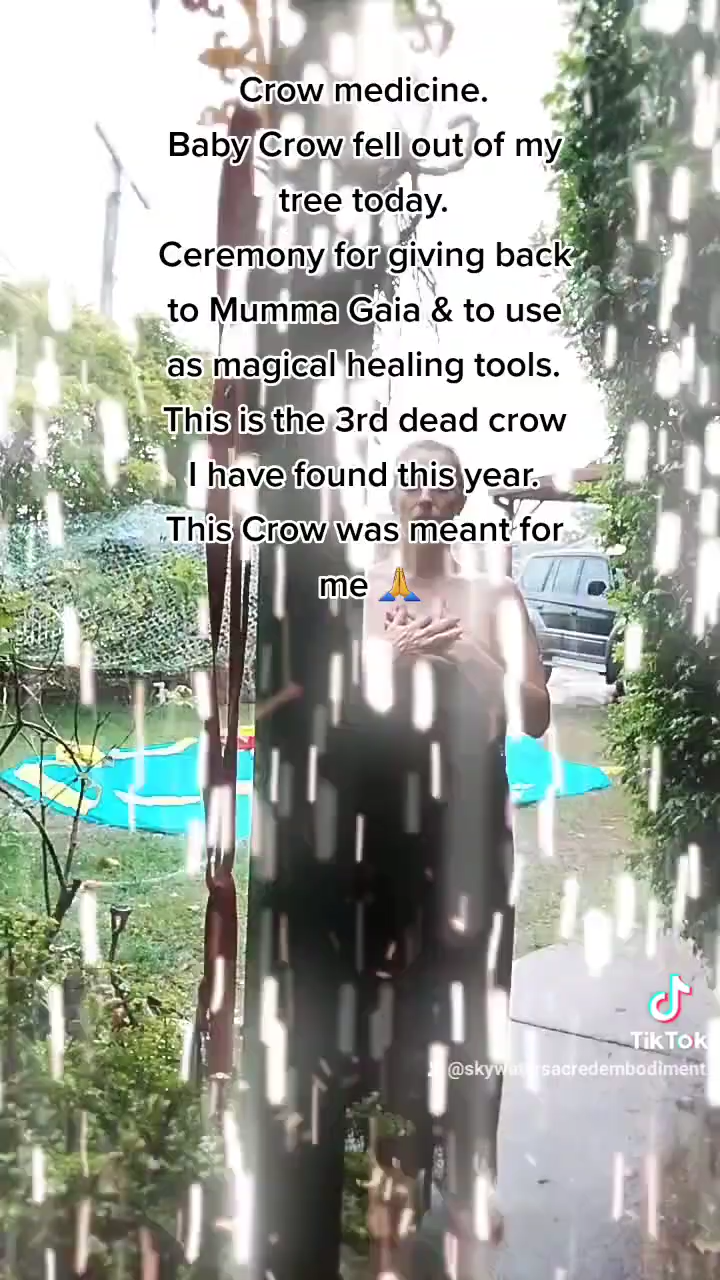 Crow medicine.
Baby Crow fell out of my
tree today.
Ceremony for giving back
to Mumma Gaia & to use
as magical healing tools.
This is the 3rd dead crow
I have found this year.
This Crow was meant for
me 🙏
TikTok
@skywatersacredembodiment